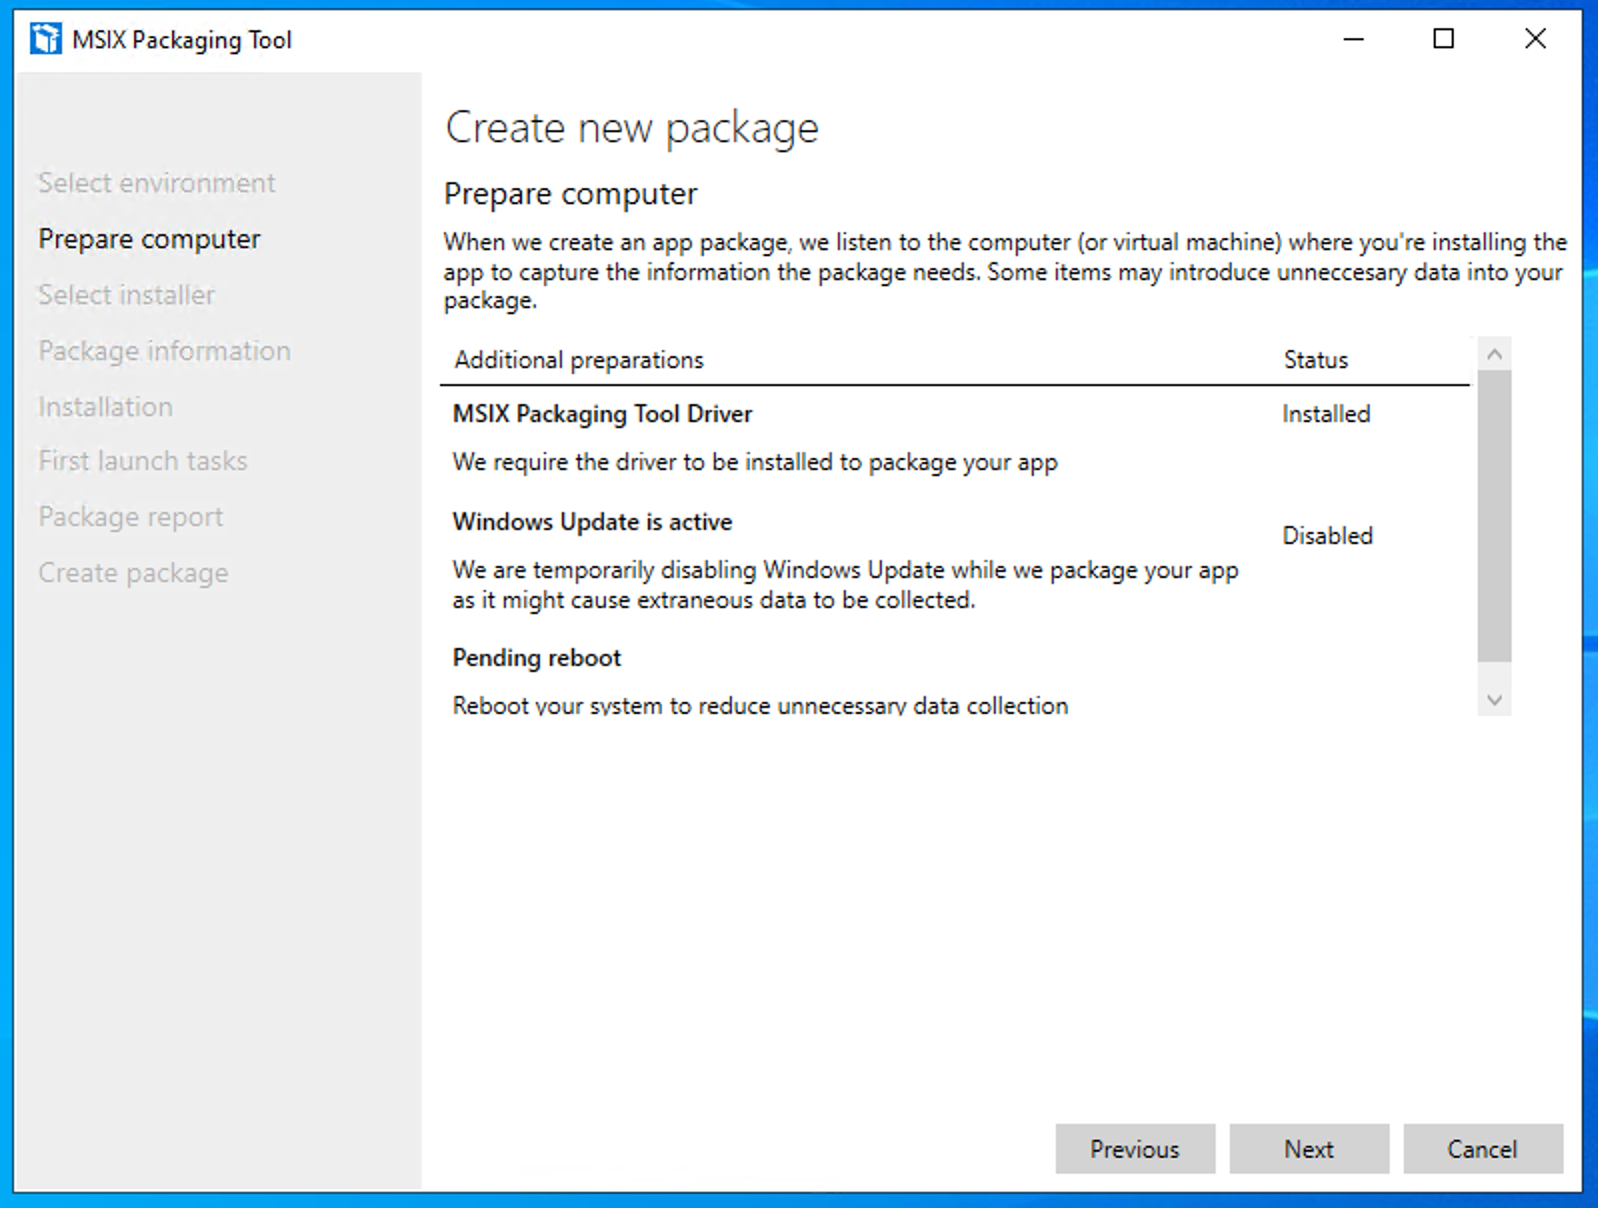 MSIX Packaging Tool
Select environment
Prepare computer
Select installer
Package information
Installation
First launch tasks
Package report
Create package
Create new package
Prepare computer
When we create an app package, we listen to the computer (or virtual machine) where you're installing the
app to capture the information the package needs. Some items may introduce unneccesary data into your
package.
Additional preparations Status
MSIX Packaging Tool Driver Installed
We require the driver to be installed to package your app
Windows Update is active Disabled
We are temporarily disabling Windows Update while we package your app
as it might cause extraneous data to be collected.
Pending reboot
Reboot your system to reduce unnecessary data collection
Previous Next Cancel